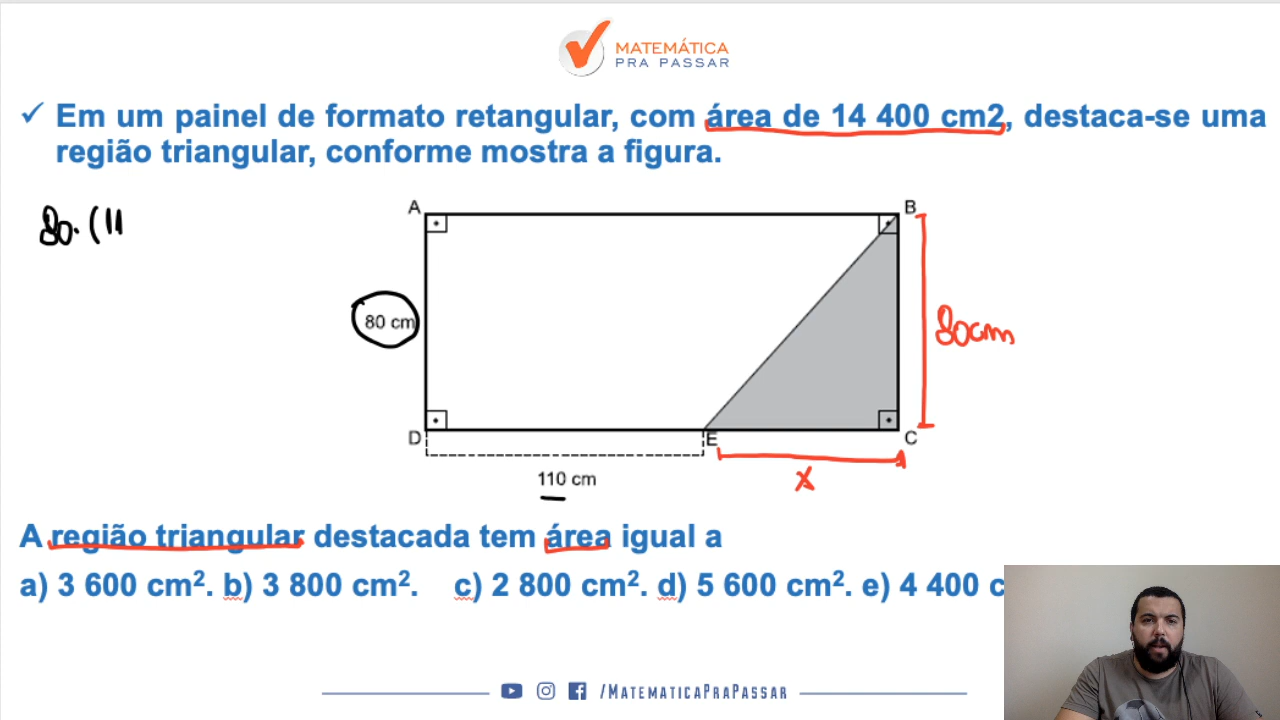 MATEMÁTICA
PRA PASSAR
✓ Em um painel de formato retangular, com área de 14 400 cm2, destaca-se uma
região triangular, conforme mostra a figura.
80·(11
A
B
80 cm
80cm
D
E
C
110 cm
x
A região triangular destacada tem área igual a
a) 3 600 cm². b) 3 800 cm². c) 2 800 cm². d) 5 600 cm². e) 4 400 c
/MATEMATICAPRAPASSAR